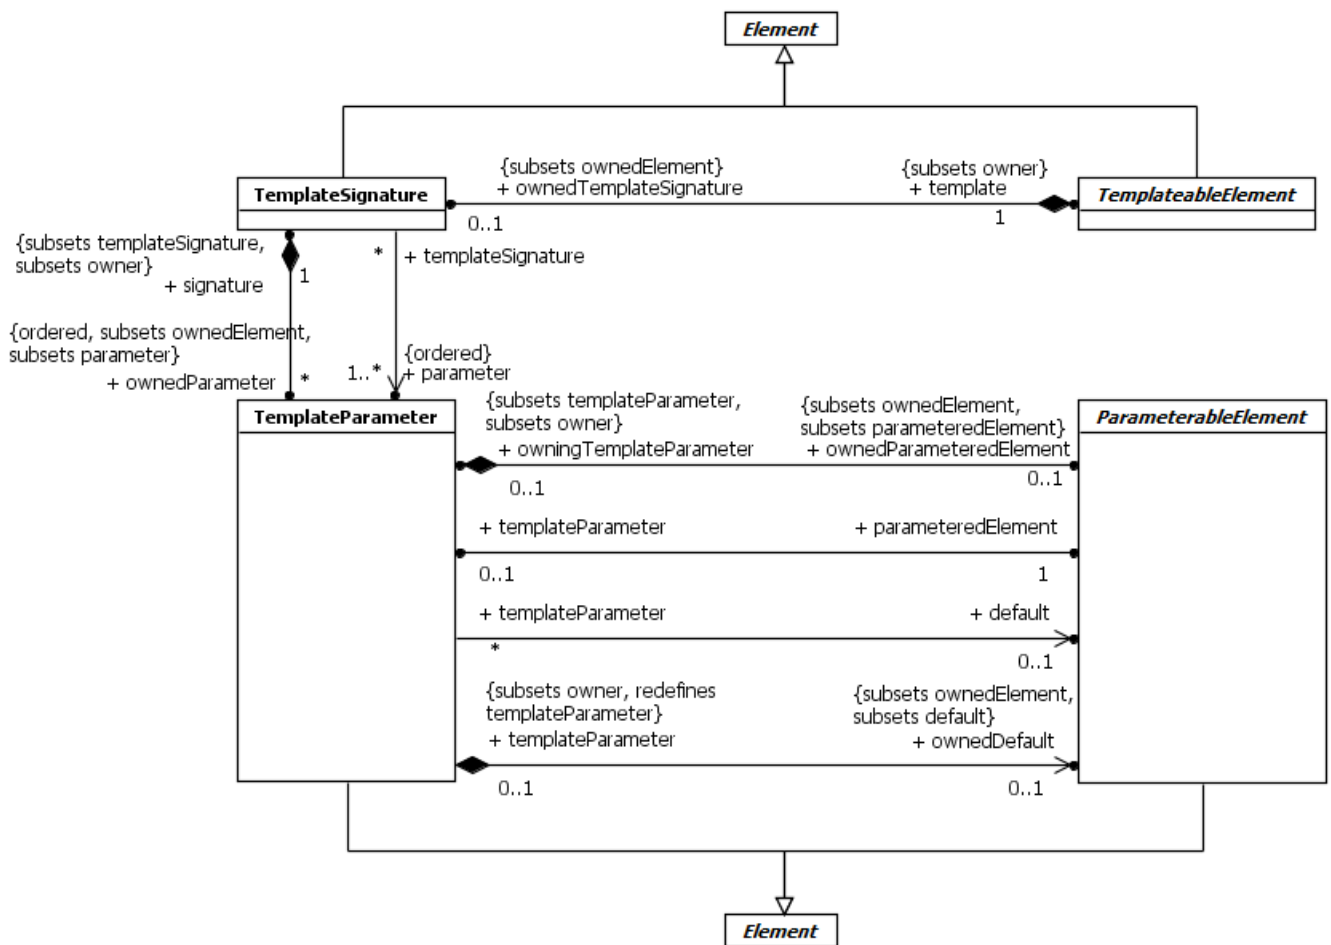 Element
{subsets ownedElement}
+ ownedTemplateSignature
{subsets owner}
+ template
TemplateSignature
0..1
1
TemplateableElement
{subsets templateSignature,
subsets owner}
+ signature
1
*
+ templateSignature
{ordered, subsets ownedElement,
subsets parameter}
+ ownedParameter
*
1..*
{ordered}
+ parameter
TemplateParameter
ParameterableElement
{subsets templateParameter,
subsets owner}
+ owningTemplateParameter
0..1
{subsets ownedElement,
subsets parameteredElement}
+ ownedParameteredElement
0..1
+ templateParameter
+ parameteredElement
0..1
1
+ templateParameter
+ default
*
0..1
{subsets owner, redefines
templateParameter}
+ templateParameter
{subsets ownedElement,
subsets default}
+ ownedDefault
0..1
0..1
Element